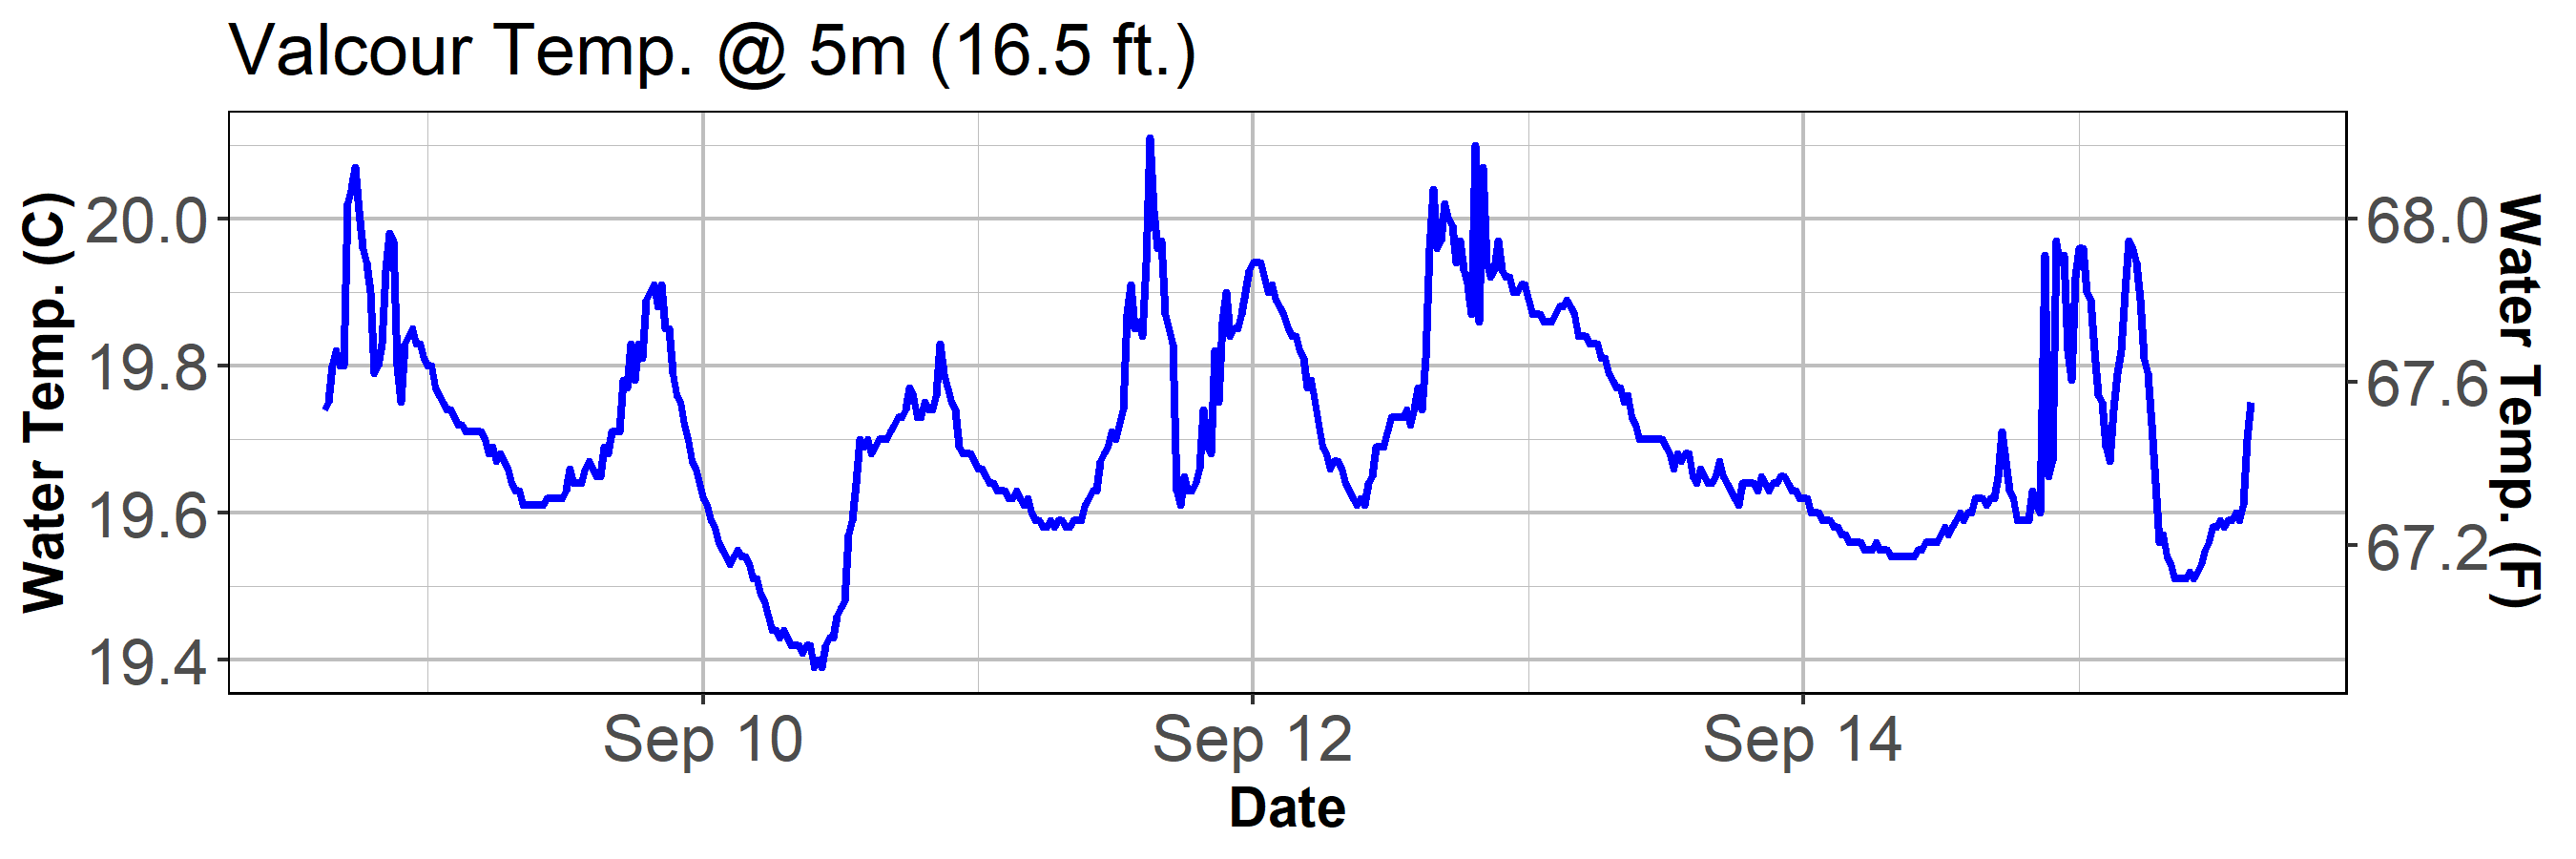 Valcour Temp. @ 5m (16.5 ft.)
Water Temp. (C)
20.0
19.8
19.6
19.4
68.0
67.6
67.2
Water Temp. (F)
Sep 10
Sep 12
Sep 14
Date